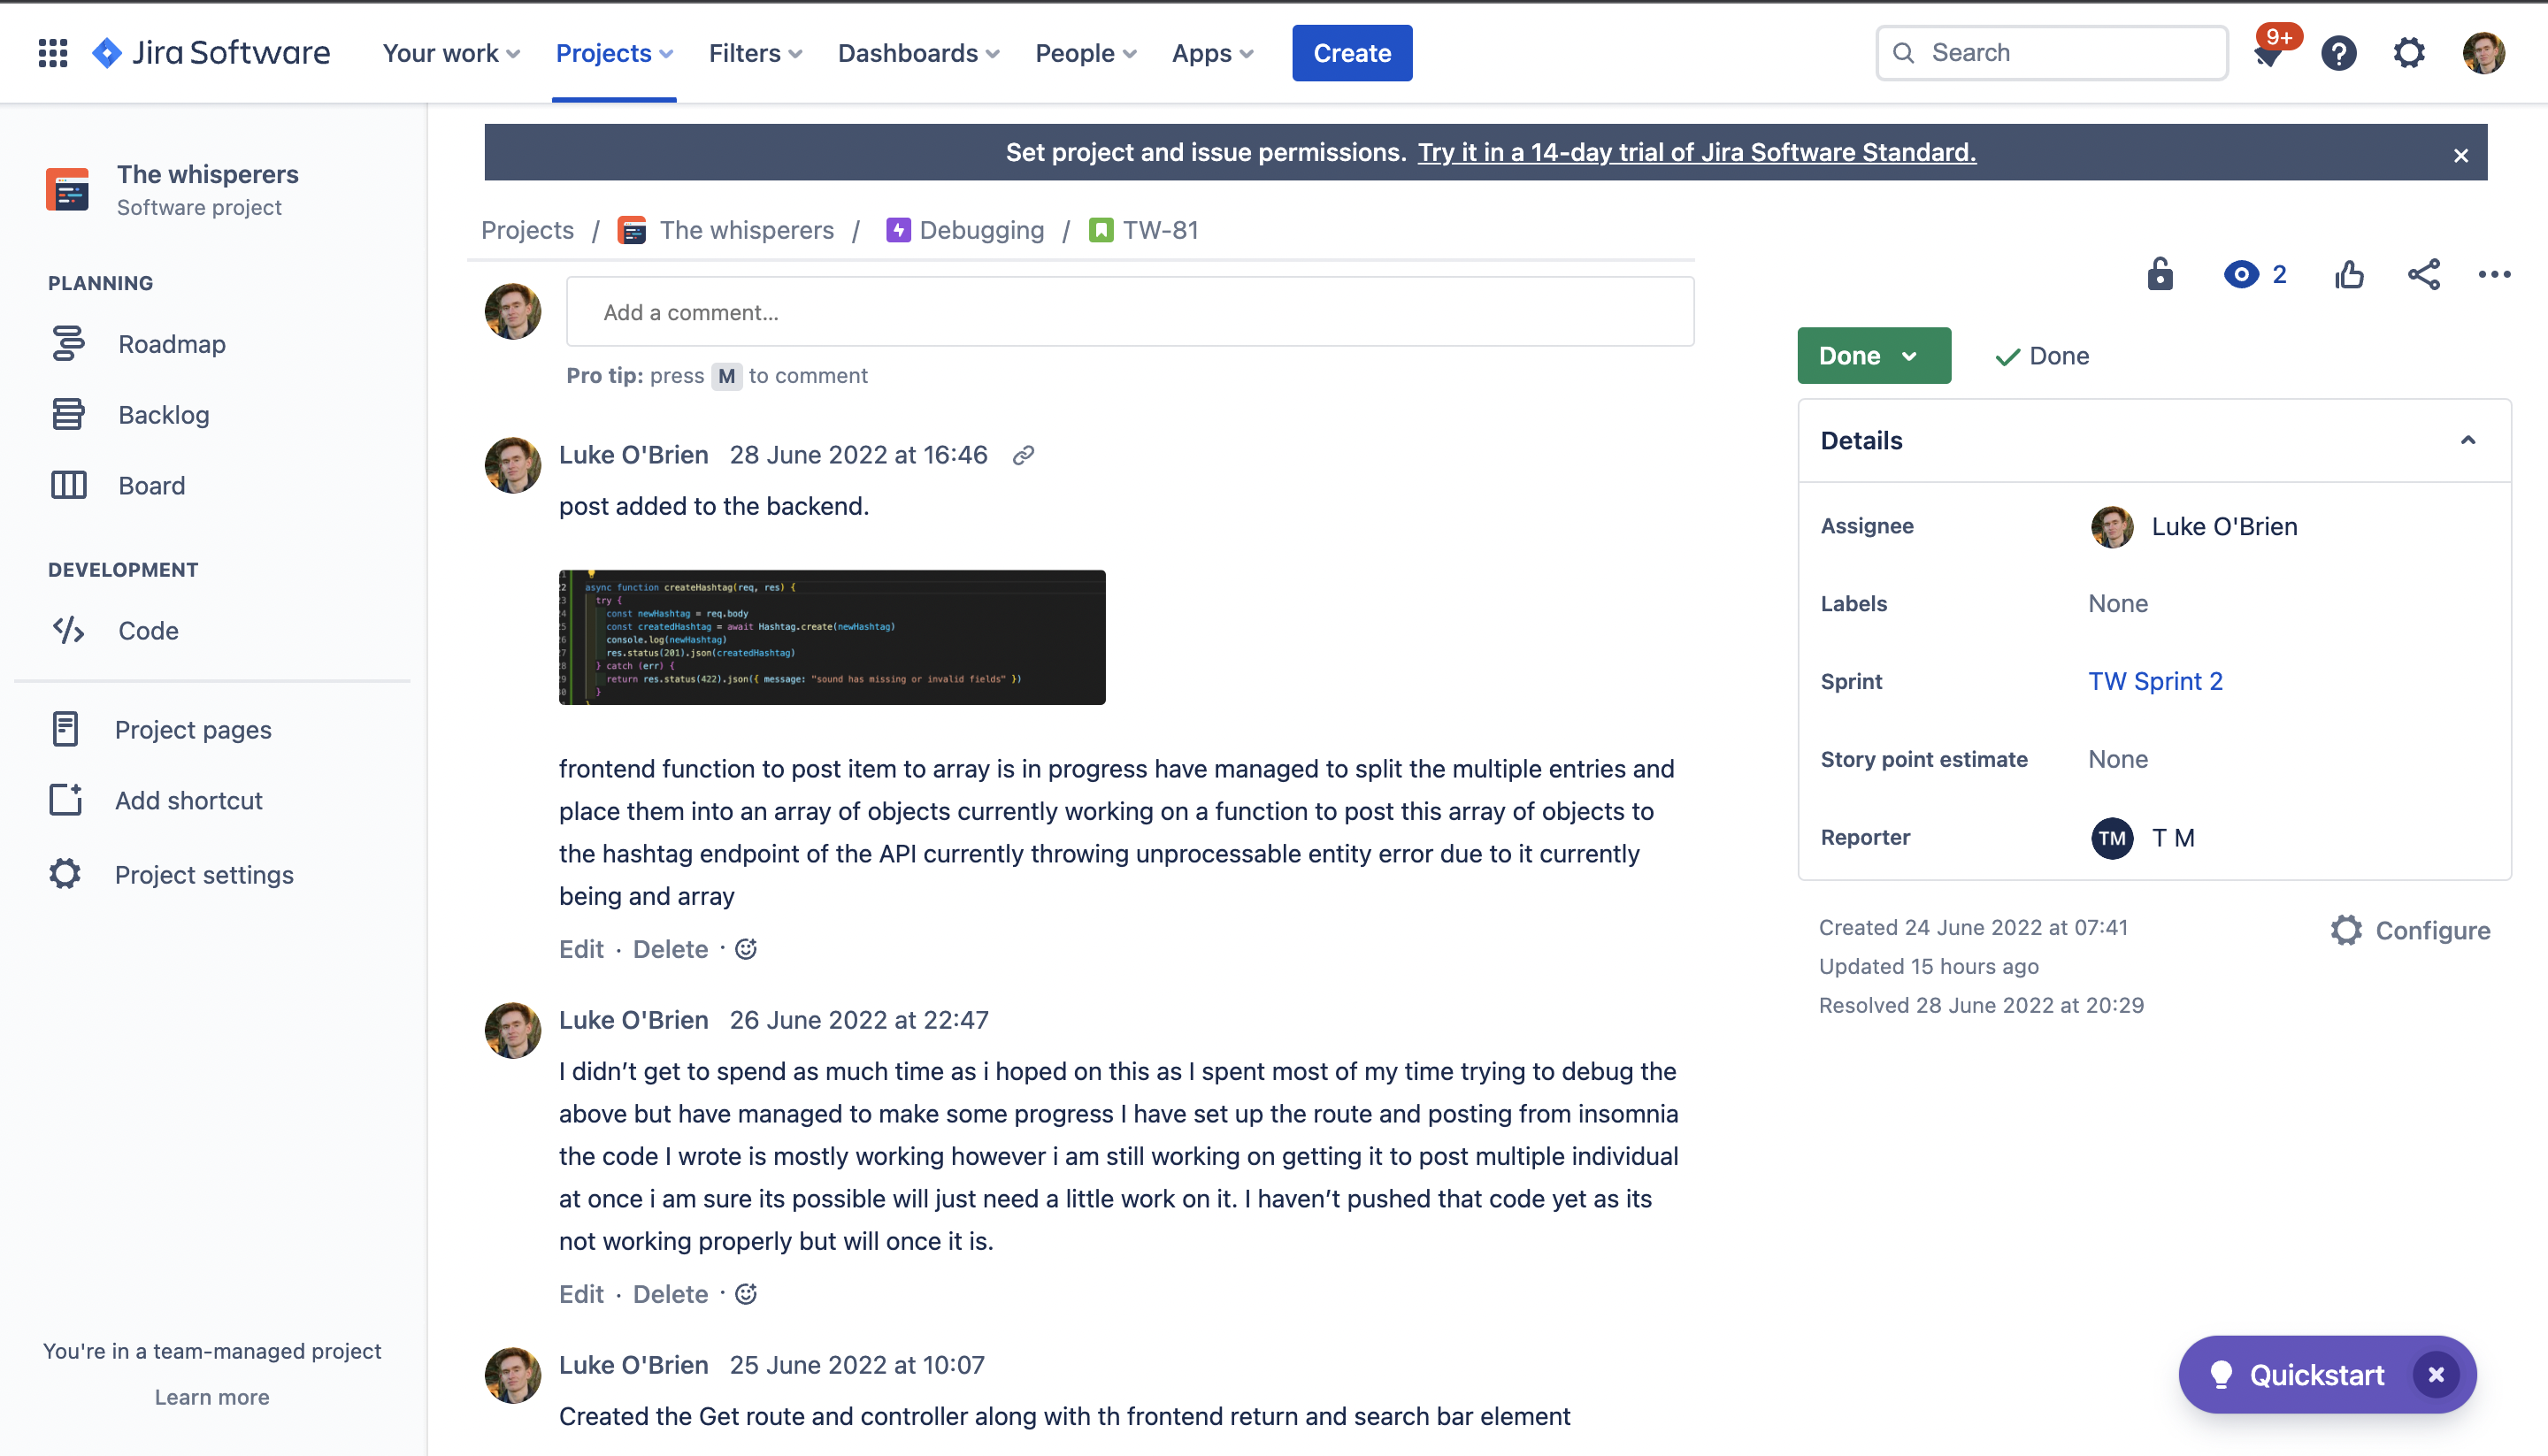 Jira Software Your work Projects Filters Dashboards People Apps Create Search 9+
The whisperers
Software project
PLANNING
Roadmap
Backlog
Board
DEVELOPMENT
Code
Project pages
Add shortcut
Project settings
You're in a team-managed project
Learn more
Set project and issue permissions. Try it in a 14-day trial of Jira Software Standard.
Projects / The whisperers / Debugging / TW-81
Add a comment...
Pro tip: press M to comment
Luke O'Brien 28 June 2022 at 16:46
post added to the backend.
async function createHashtag(req, res) {
try {
const newHashtag = req.body
const createdHashtag = await Hashtag.create(newHashtag)
console.log(newHashtag)
res.status(201).json(createdHashtag)
} catch (err) {
return res.status(422).json({ message: "sound has missing or invalid fields" })
}
frontend function to post item to array is in progress have managed to split the multiple entries and
place them into an array of objects currently working on a function to post this array of objects to
the hashtag endpoint of the API currently throwing unprocessable entity error due to it currently
being and array
Edit · Delete ·
Luke O'Brien 26 June 2022 at 22:47
I didn’t get to spend as much time as i hoped on this as I spent most of my time trying to debug the
above but have managed to make some progress I have set up the route and posting from insomnia
the code I wrote is mostly working however i am still working on getting it to post multiple individual
at once i am sure its possible will just need a little work on it. I haven’t pushed that code yet as its
not working properly but will once it is.
Edit · Delete ·
Luke O'Brien 25 June 2022 at 10:07
Created the Get route and controller along with th frontend return and search bar element
2
Done Done
Details
Assignee Luke O'Brien
Labels None
Sprint TW Sprint 2
Story point estimate None
Reporter TM T M
Created 24 June 2022 at 07:41 Configure
Updated 15 hours ago
Resolved 28 June 2022 at 20:29
Quickstart